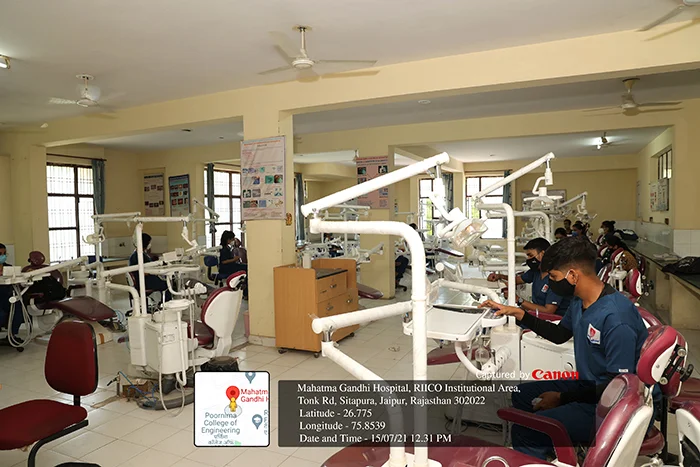 Captured by Canon
Mahatma
Gandhi H
Poornima
College of
Engineering
Mahatma Gandhi Hospital, RIICO Institutional Area,
Tonk Rd, Sitapura, Jaipur, Rajasthan 302022
Latitude - 26.775
Longitude - 75.8539
Date and Time - 15/07/21 12.31 PM